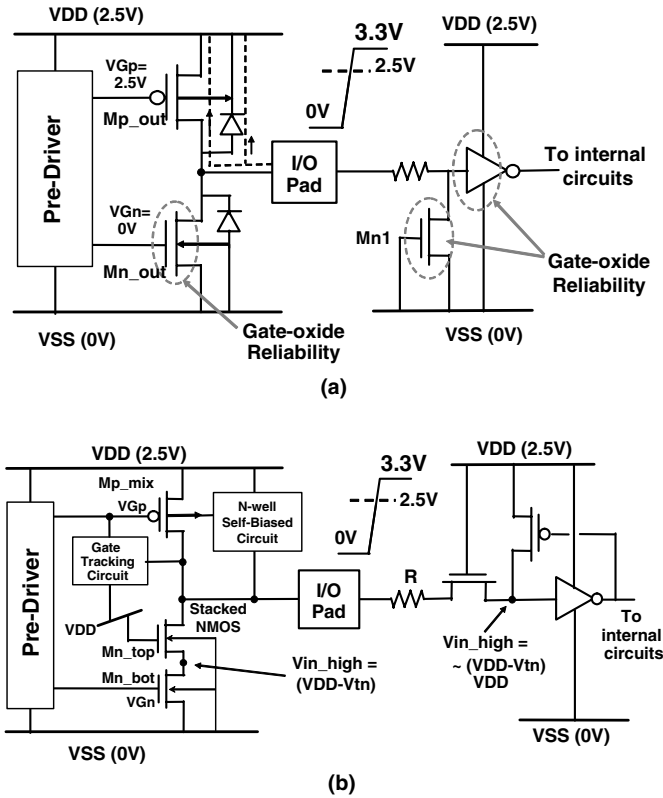 VDD (2.5V)
VDD (2.5V)
Pre-Driver
VGp=
2.5V
Mp_out
3.3V
2.5V
0V
I/O
Pad
To internal
circuits
VGn=
0V
Mn_out
Mn1
Gate-oxide
Reliability
Gate-oxide
Reliability
VSS (0V)
VSS (0V)
(a)
VDD (2.5V)
VDD (2.5V)
Pre-Driver
Mp_mix
VGp
N-well
Self-Biased
Circuit
3.3V
2.5V
0V
Gate
Tracking
Circuit
I/O
Pad
R
VDD
Stacked
NMOS
Mn_top
Mn_bot
VGn
Vin_high =
(VDD-Vtn)
Vin_high =
~ (VDD-Vtn)
VDD
To
internal
circuits
VSS (0V)
VSS (0V)
(b)